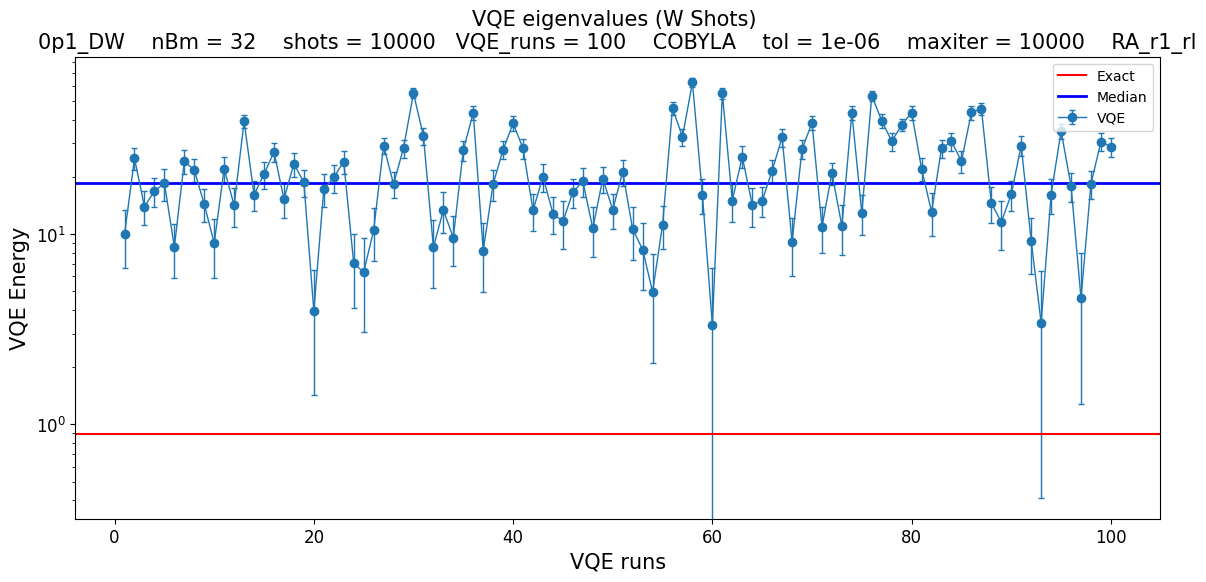 VQE eigenvalues (W Shots)
0p1_DW nBm = 32 shots = 10000 VQE_runs = 100 COBYLA tol = 1e-06 maxiter = 10000 RA_r1_rl
Exact
Median
VQE
VQE Energy
10¹
10⁰
0 20 40 60 80 100
VQE runs